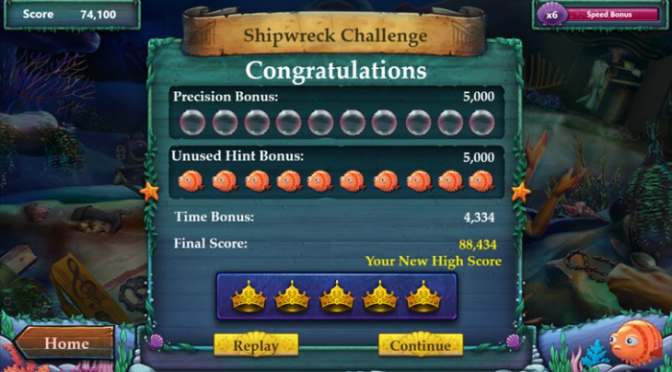 Score 74,100
x6 Speed Bonus
Shipwreck Challenge
Congratulations
Precision Bonus: 5,000
Unused Hint Bonus: 5,000
Time Bonus: 4,334
Final Score: 88,434
Your New High Score
Home
Replay
Continue